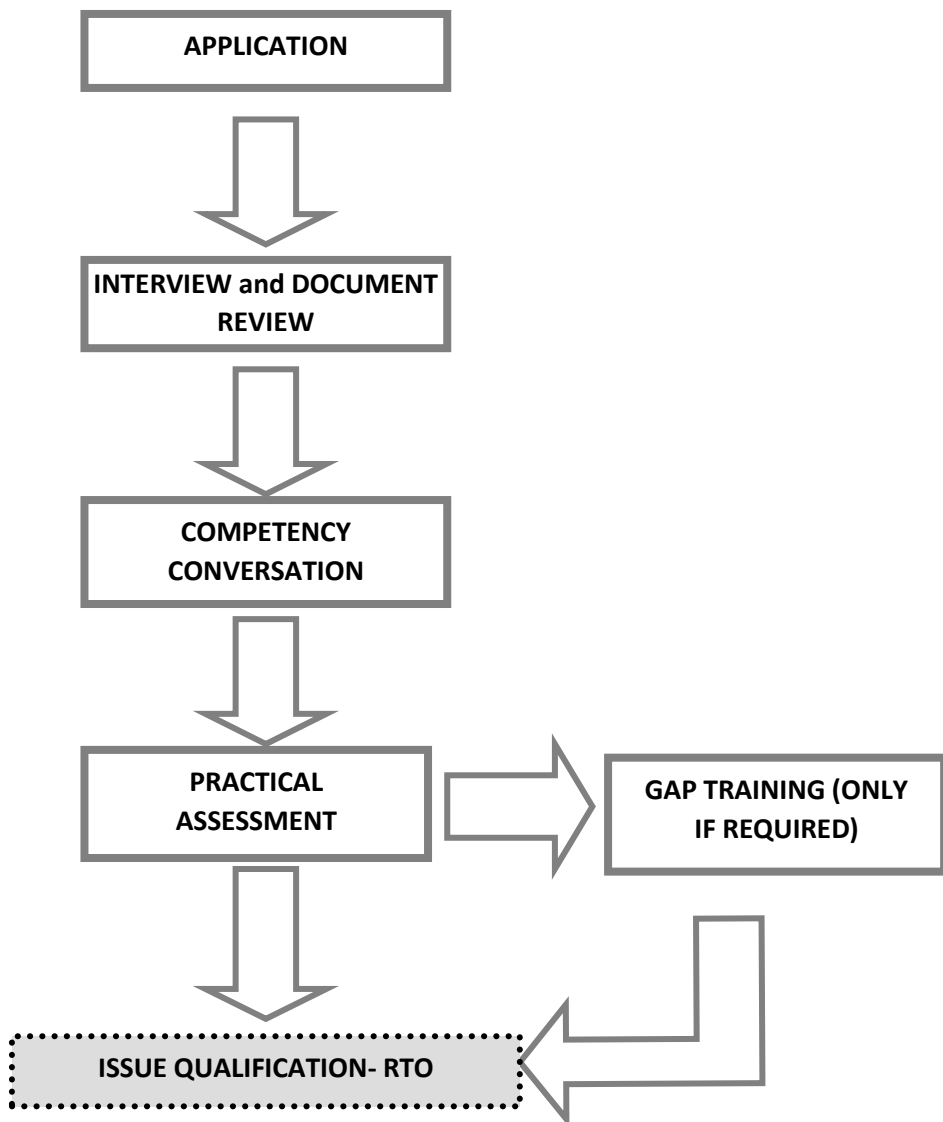 APPLICATION
INTERVIEW and DOCUMENT
REVIEW
COMPETENCY
CONVERSATION
PRACTICAL
ASSESSMENT
GAP TRAINING (ONLY
IF REQUIRED)
ISSUE QUALIFICATION- RTO